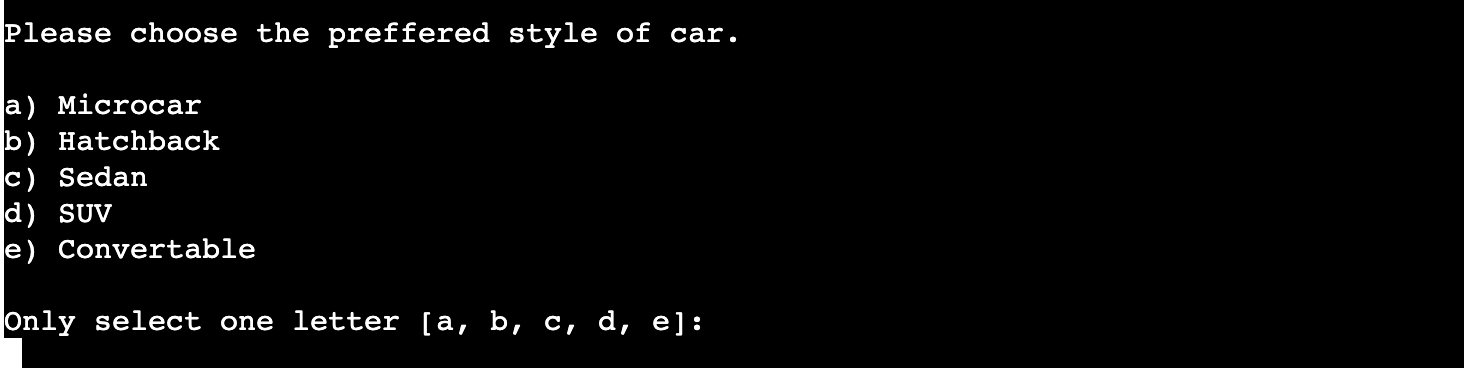 Please choose the preffered style of car.
a) Microcar
b) Hatchback
c) Sedan
d) SUV
e) Convertable
Only select one letter [a, b, c, d, e]: